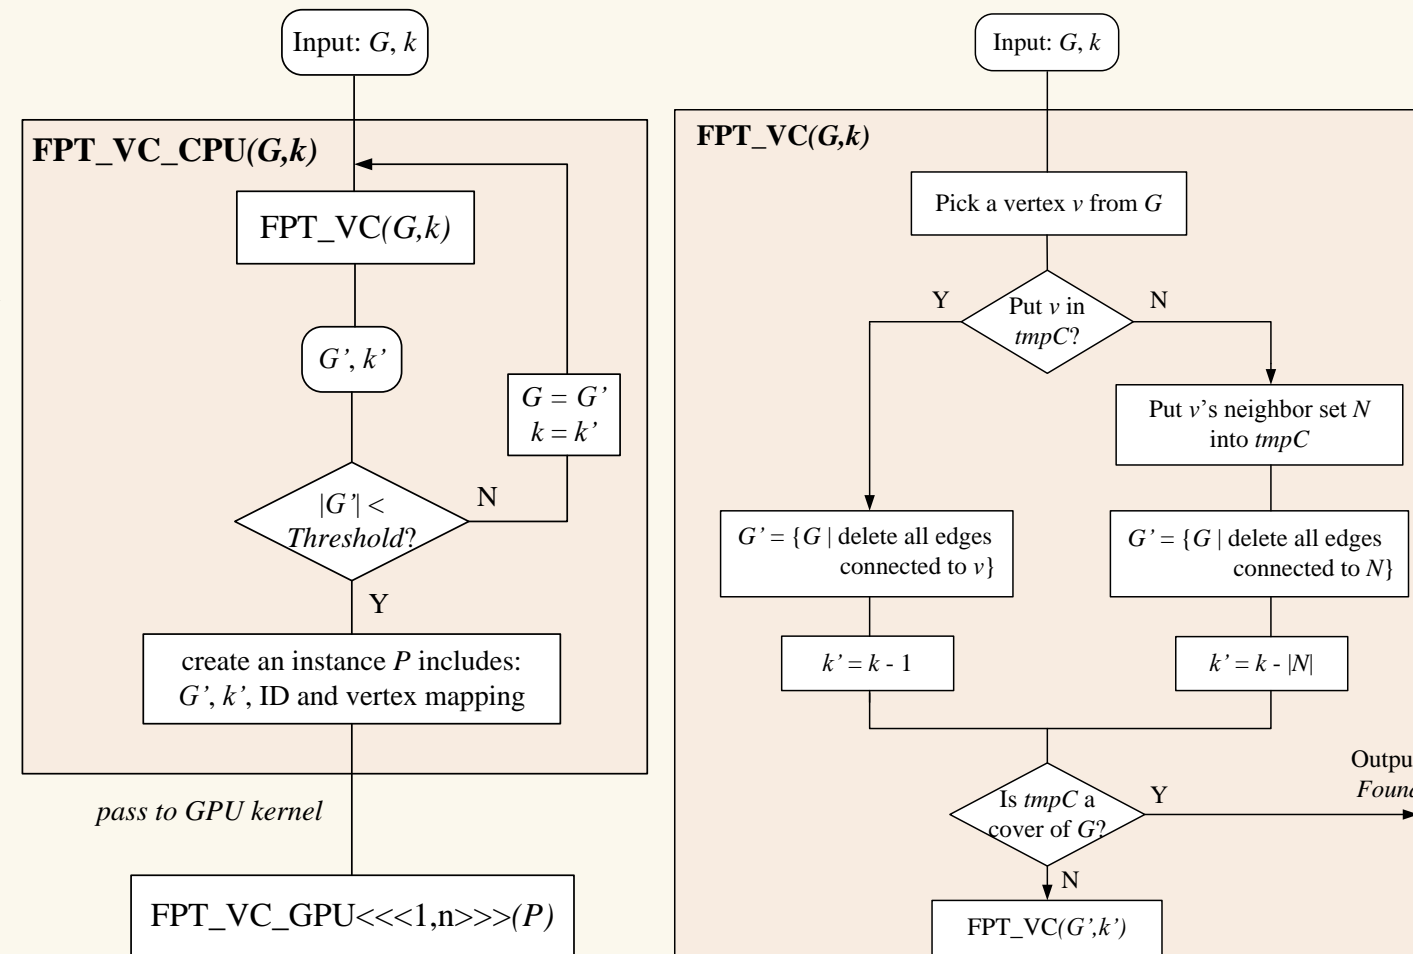 Input: G, k
FPT_VC_CPU(G,k)
FPT_VC(G,k)
G’, k’
G = G’
k = k’
|G’| <
Threshold?
N
Y
create an instance P includes:
G’, k’, ID and vertex mapping
pass to GPU kernel
FPT_VC_GPU<<<1,n>>>(P)
Input: G, k
FPT_VC(G,k)
Pick a vertex v from G
Put v in
tmpC?
Y
N
Put v’s neighbor set N
into tmpC
G’ = {G | delete all edges
connected to v}
G’ = {G | delete all edges
connected to N}
k’ = k - 1
k’ = k - |N|
Is tmpC a
cover of G?
Y
Outpu
Found
N
FPT_VC(G’,k’)